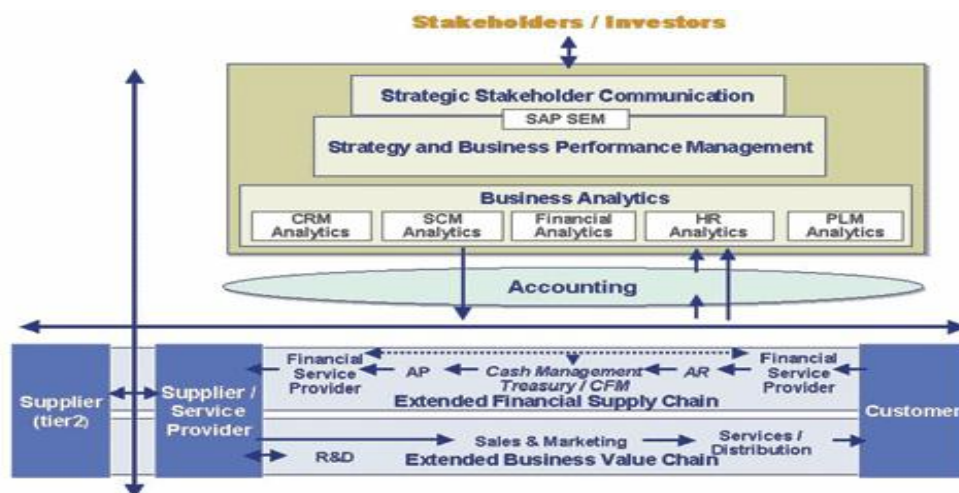 Stakeholders / Investors
Strategic Stakeholder Communication
SAP SEM
Strategy and Business Performance Management
Business Analytics
CRM
Analytics
SCM
Analytics
Financial
Analytics
HR
Analytics
PLM
Analytics
Accounting
Supplier
(tier2)
Supplier /
Service
Provider
Financial
Service
Provider
AP
Cash Management
Treasury / CFM
AR
Financial
Service
Provider
Extended Financial Supply Chain
Customer
Sales & Marketing
Services /
Distribution
R&D
Extended Business Value Chain